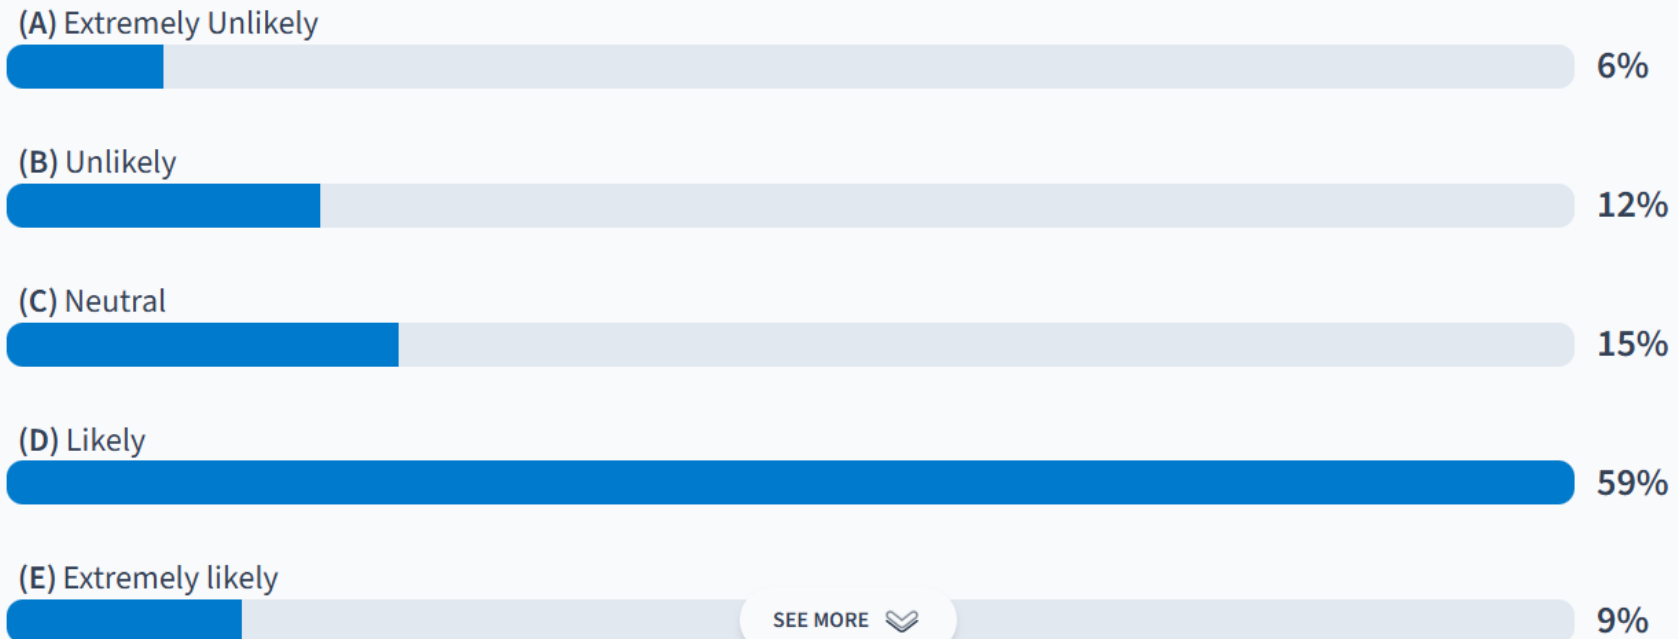 (A) Extremely Unlikely
6%
(B) Unlikely
12%
(C) Neutral
15%
(D) Likely
59%
(E) Extremely likely
SEE MORE
9%